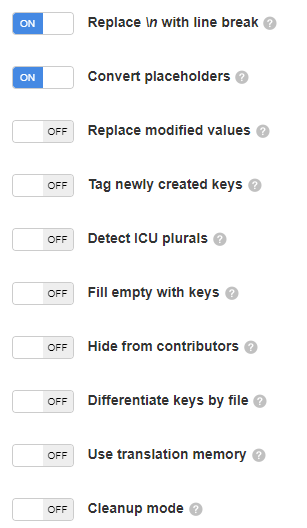 ON Replace \n with line break ?
ON Convert placeholders ?
OFF Replace modified values ?
OFF Tag newly created keys ?
OFF Detect ICU plurals ?
OFF Fill empty with keys ?
OFF Hide from contributors ?
OFF Differentiate keys by file ?
OFF Use translation memory ?
OFF Cleanup mode ?